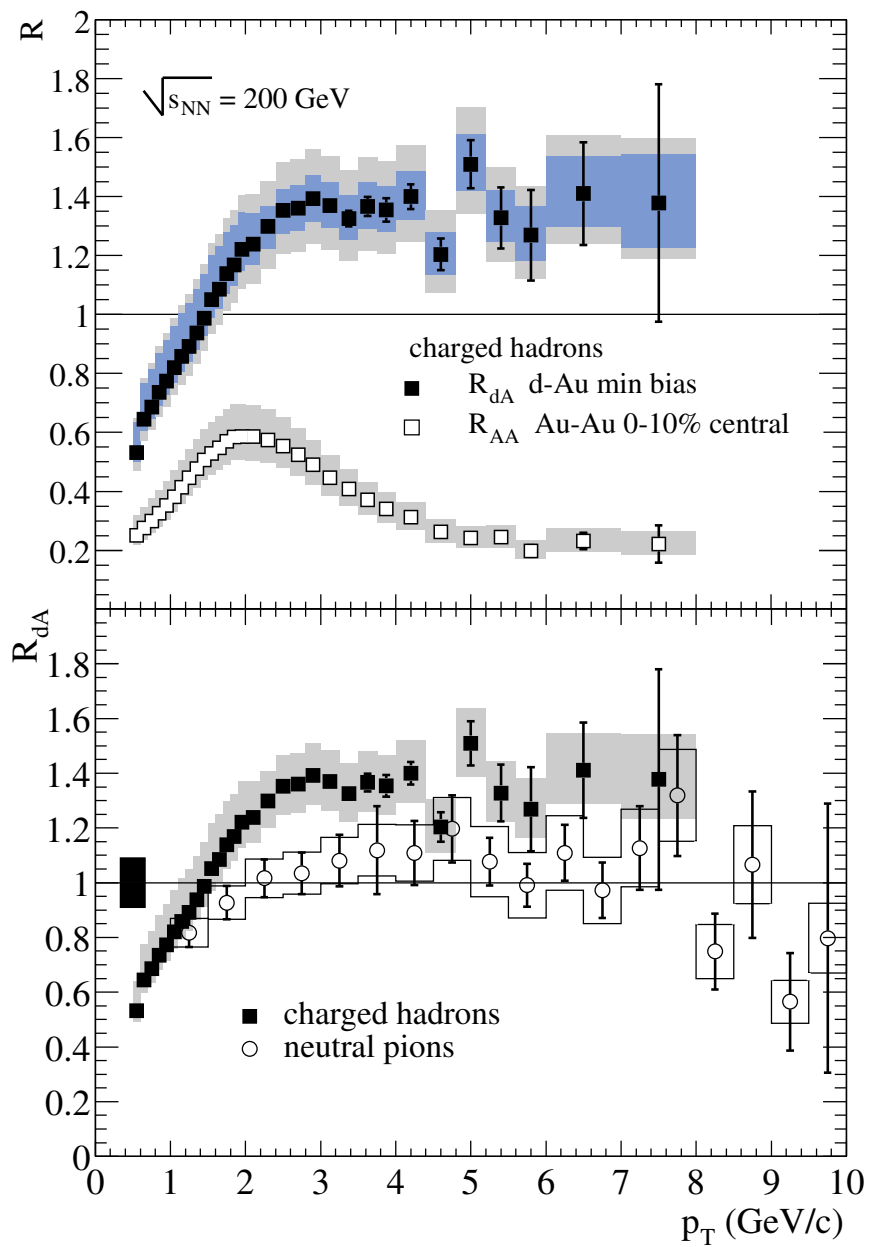 R
2
1.8
1.6
1.4
1.2
1
0.8
0.6
0.4
0.2
√s_NN = 200 GeV
charged hadrons
R_dA d-Au min bias
R_AA Au-Au 0-10% central
R_dA
1.8
1.6
1.4
1.2
1
0.8
0.6
0.4
0.2
0
charged hadrons
neutral pions
0 1 2 3 4 5 6 7 8 9 10
p_T (GeV/c)